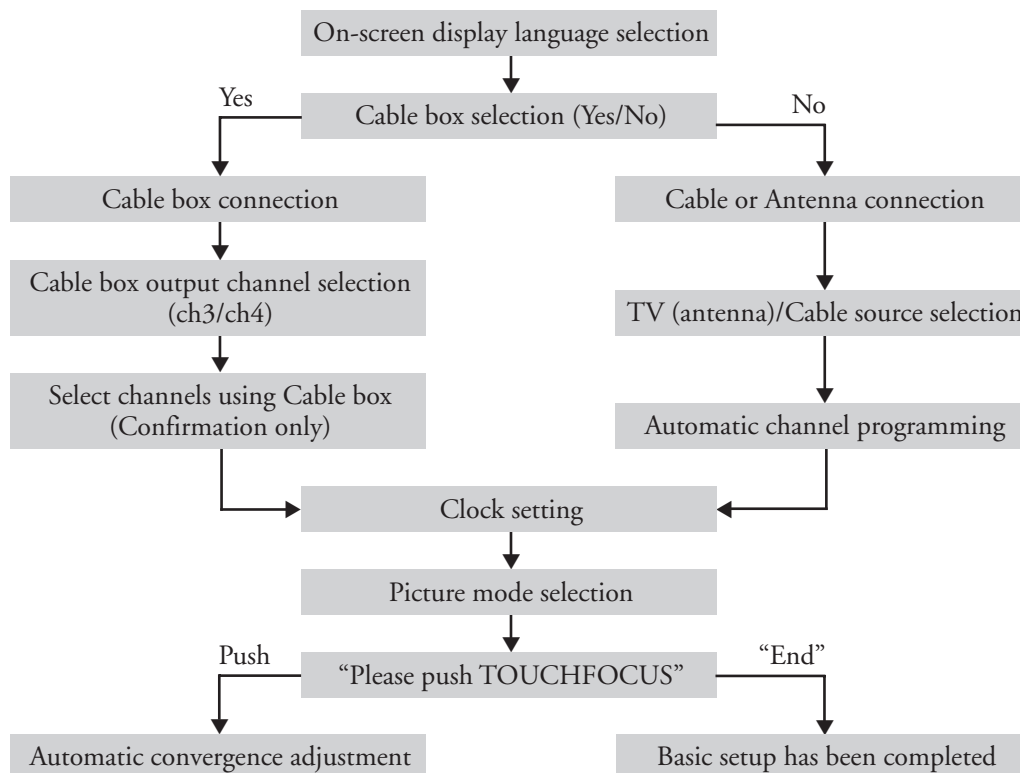 On-screen display language selection
Yes
Cable box selection (Yes/No)
No
Cable box connection
Cable or Antenna connection
Cable box output channel selection
(ch3/ch4)
TV (antenna)/Cable source selection
Select channels using Cable box
(Confirmation only)
Automatic channel programming
Clock setting
Picture mode selection
Push
“Please push TOUCHFOCUS”
“End”
Automatic convergence adjustment
Basic setup has been completed